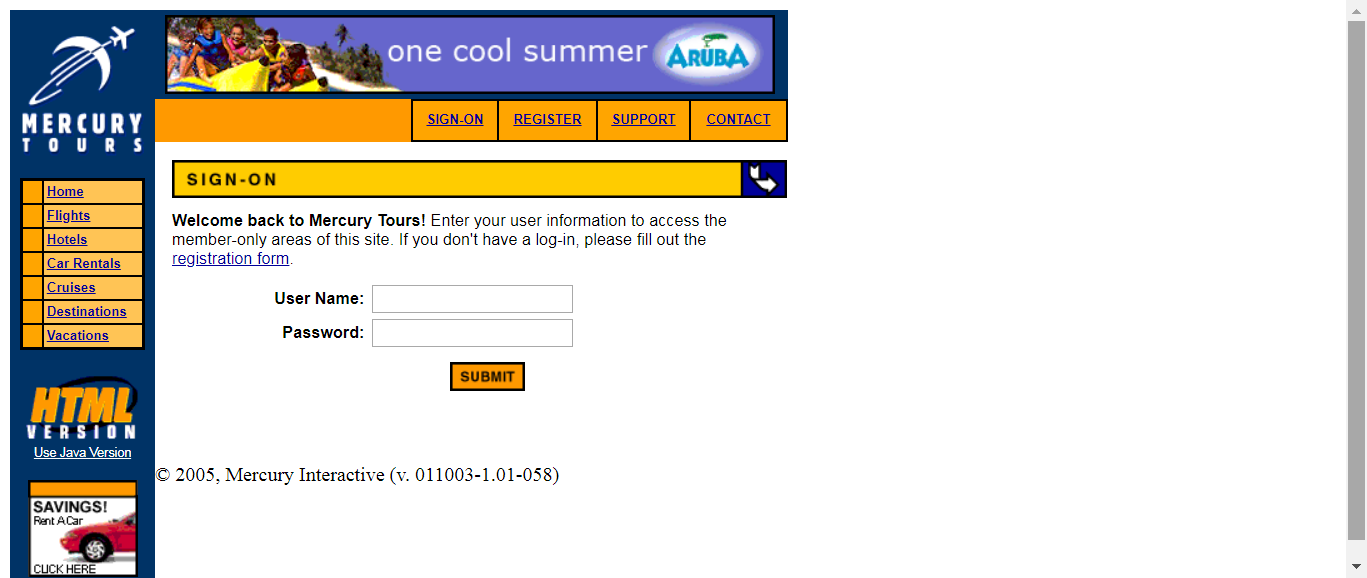 MERCURY
TOURS
one cool summer
ARUBA
SIGN-ON
REGISTER
SUPPORT
CONTACT
Home
Flights
Hotels
Car Rentals
Cruises
Destinations
Vacations
HTML
VERSION
Use Java Version
SAVINGS!
Rent A Car
CLICK HERE
SIGN-ON
Welcome back to Mercury Tours! Enter your user information to access the
member-only areas of this site. If you don't have a log-in, please fill out the
registration form.
User Name:
Password:
SUBMIT
© 2005, Mercury Interactive (v. 011003-1.01-058)